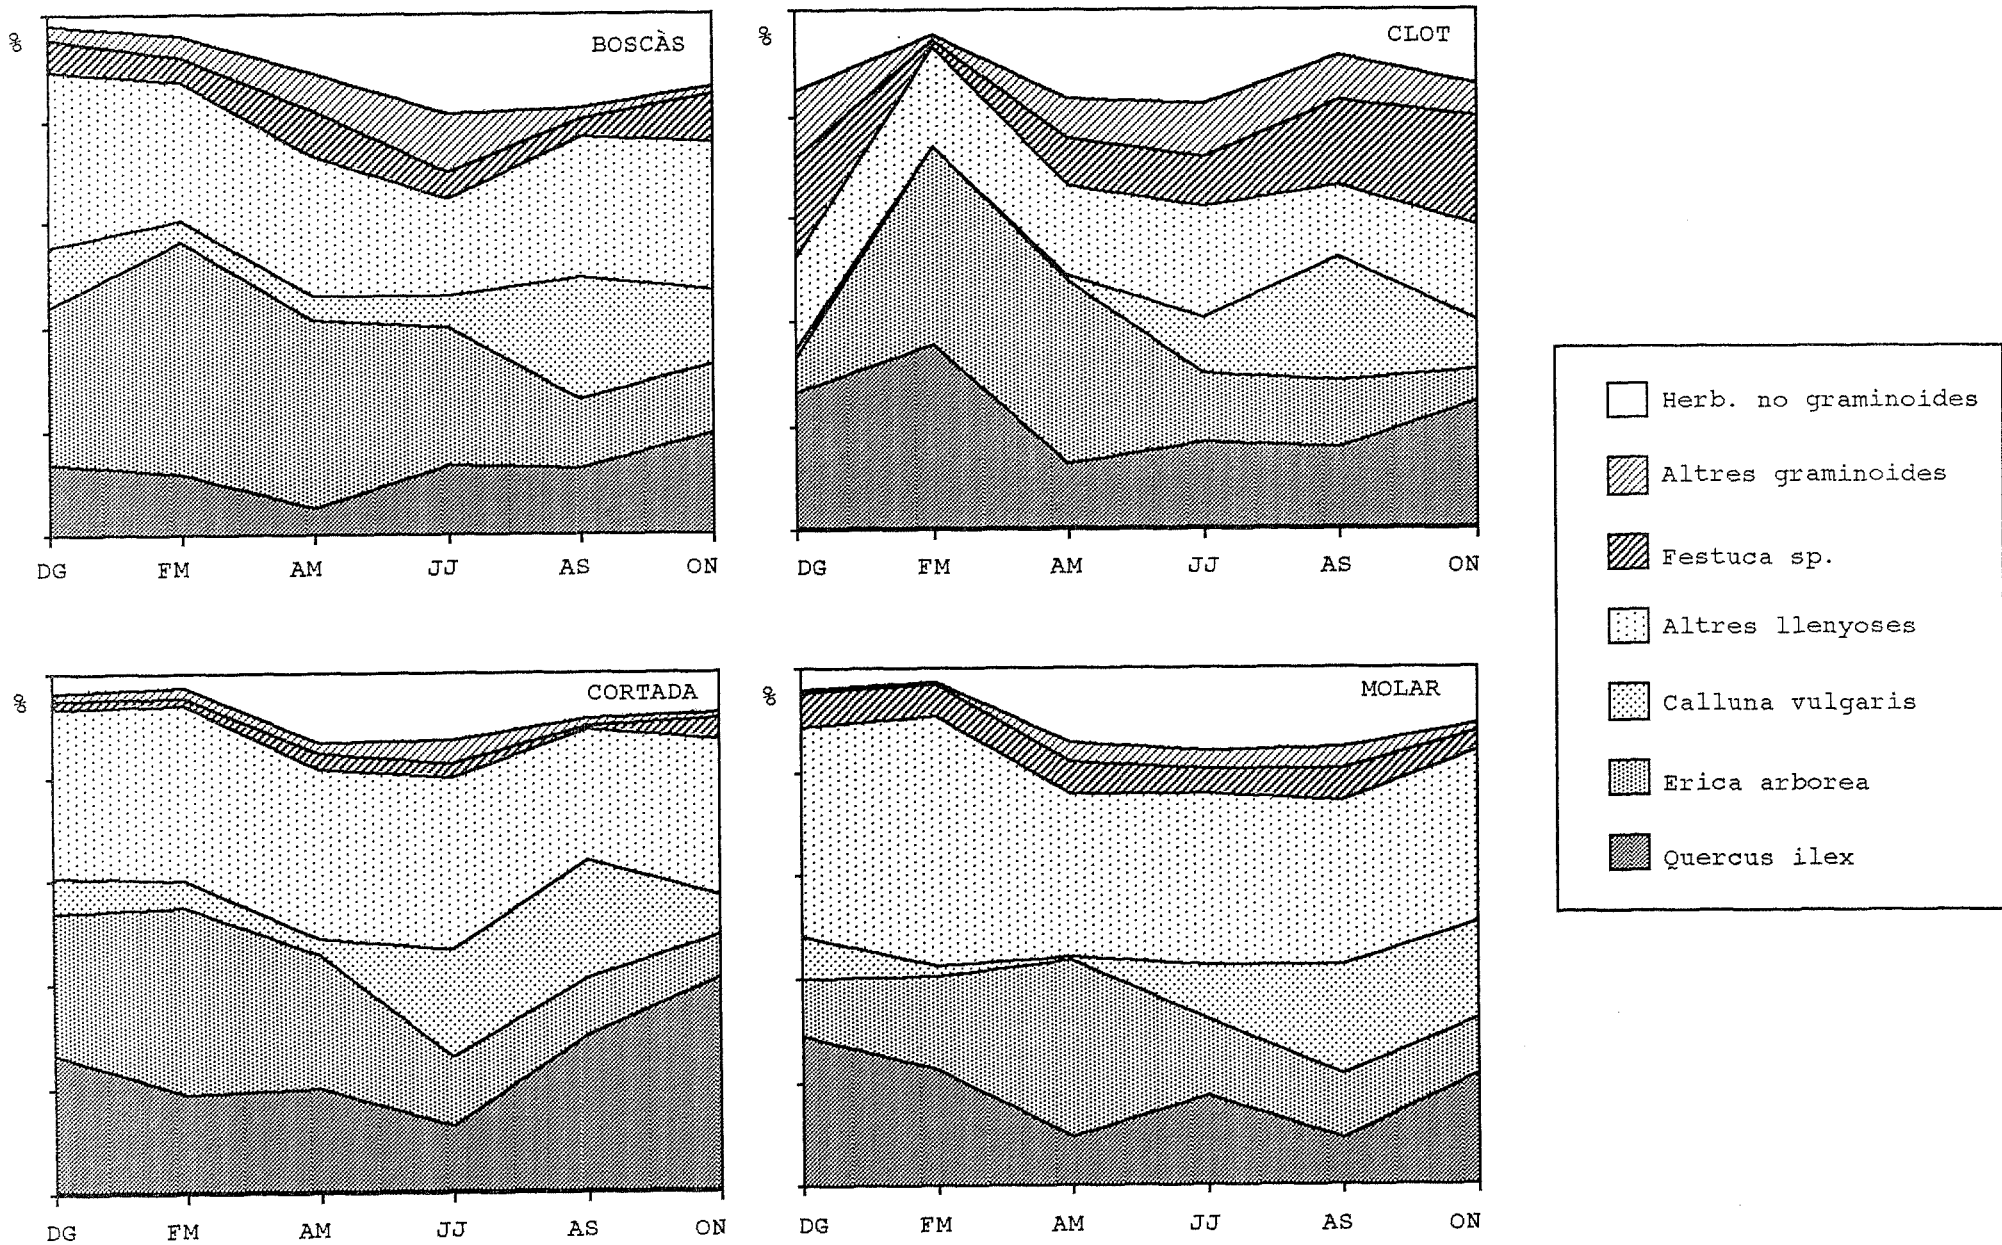 %
BOSCÀS
DG FM AM JJ AS ON
%
CLOT
DG FM AM JJ AS ON
%
CORTADA
DG FM AM JJ AS ON
%
MOLAR
DG FM AM JJ AS ON
Herb. no graminoides
Altres graminoides
Festuca sp.
Altres llenyoses
Calluna vulgaris
Erica arborea
Quercus ilex